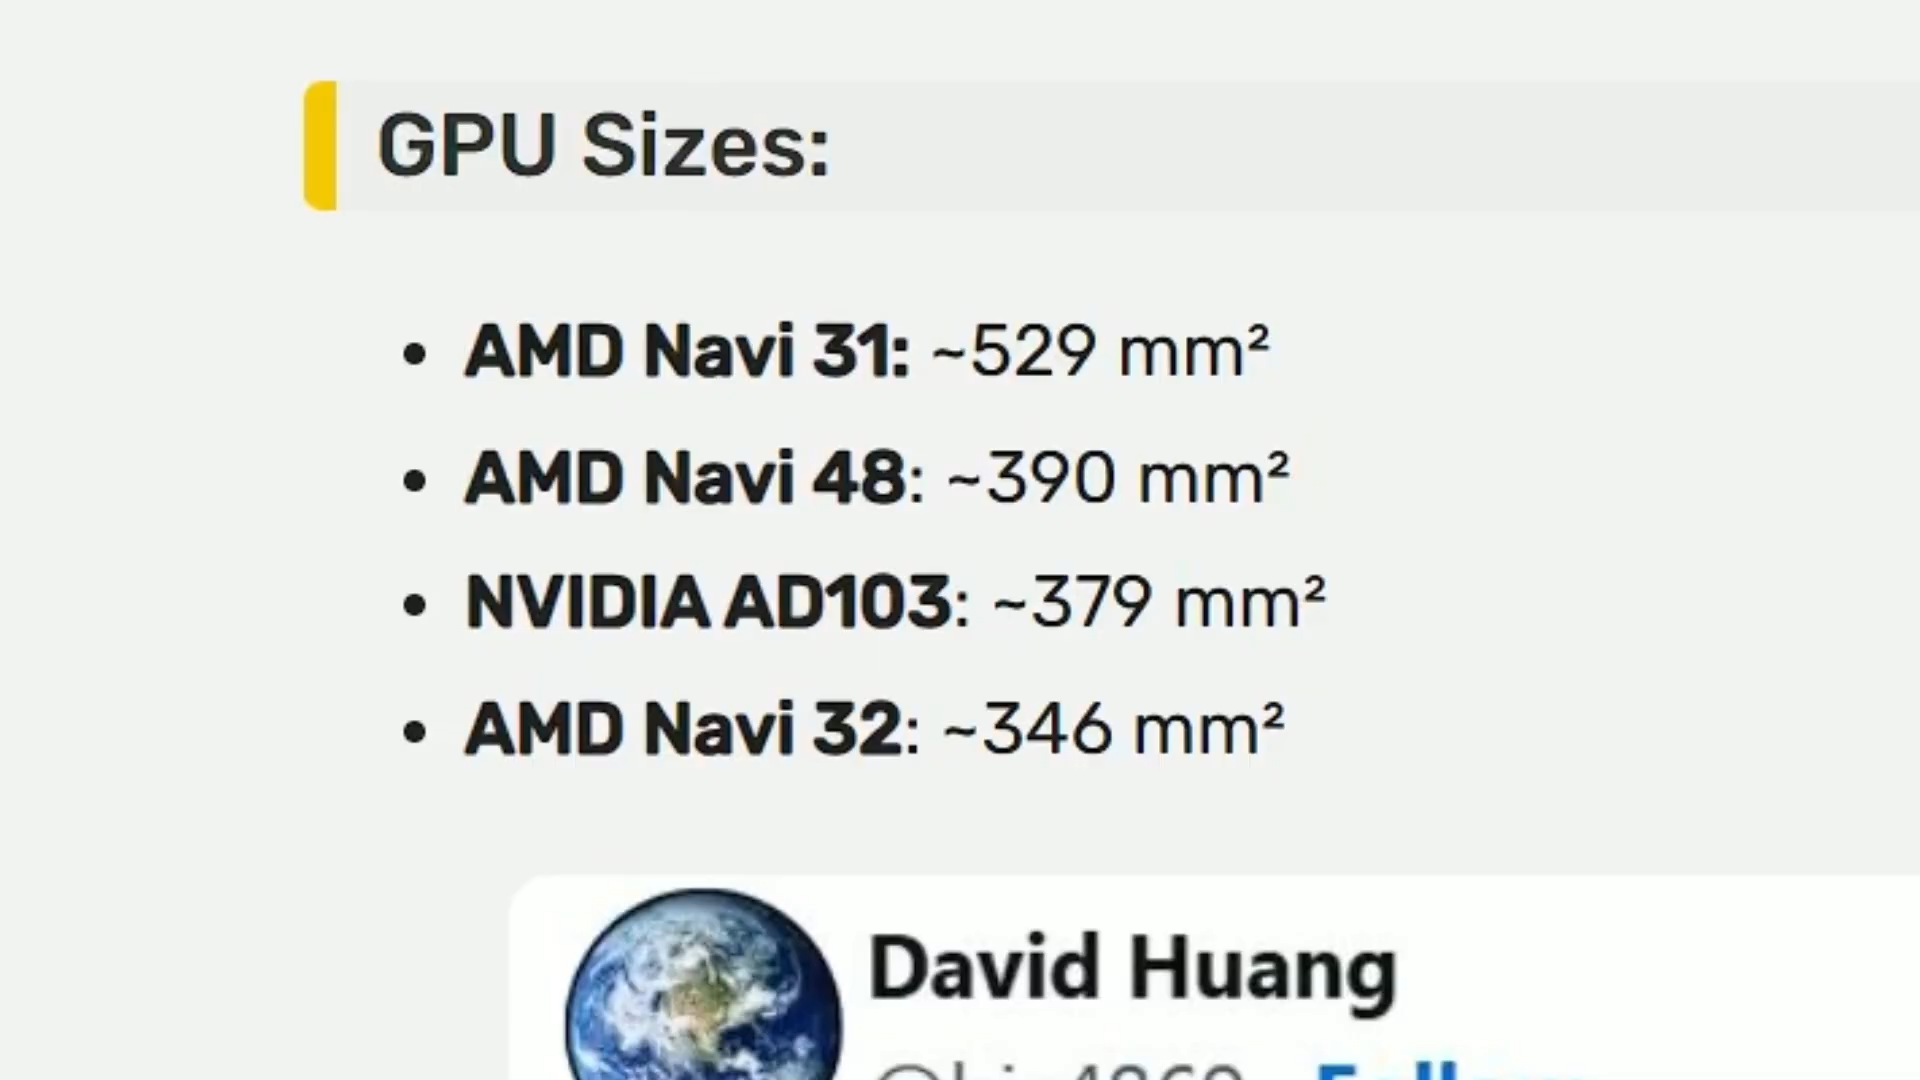 GPU Sizes:
• AMD Navi 31: ~529 mm²
• AMD Navi 48: ~390 mm²
• NVIDIA AD103: ~379 mm²
• AMD Navi 32: ~346 mm²
David Huang
Follow